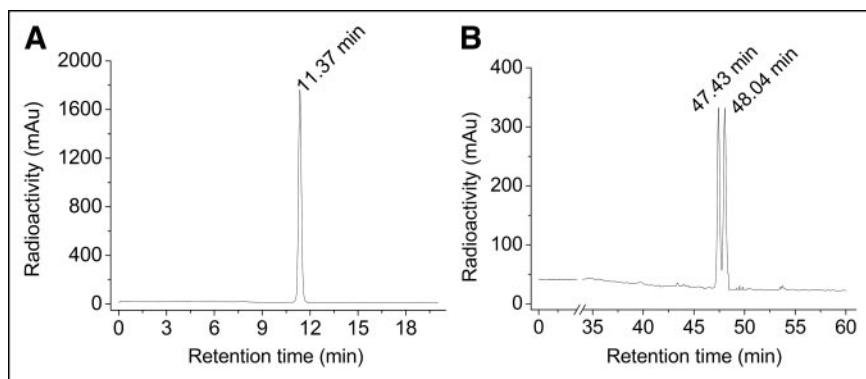 A
Radioactivity (mAu)
2000
1600
1200
800
400
0
11.37 min
0 3 6 9 12 15 18
Retention time (min)
B
Radioactivity (mAu)
400
300
200
100
0
47.43 min
48.04 min
0 35 40 45 50 55 60
Retention time (min)